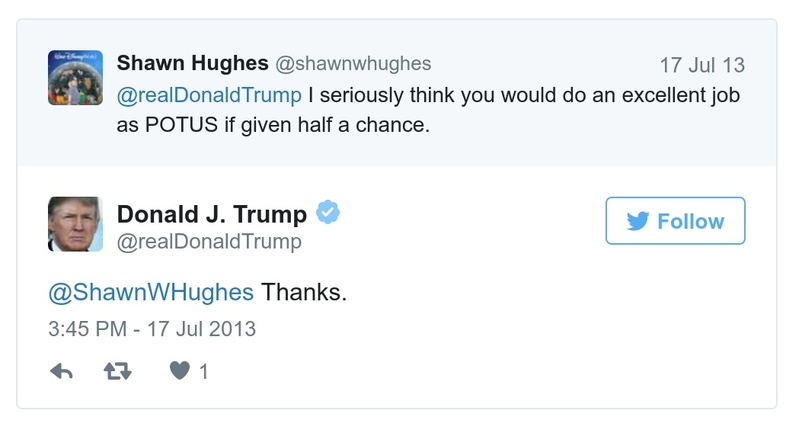 Shawn Hughes @shawnwhughes 17 Jul 13
@realDonaldTrump I seriously think you would do an excellent job
as POTUS if given half a chance.
Donald J. Trump
@realDonaldTrump
Follow
@ShawnWHughes Thanks.
3:45 PM - 17 Jul 2013
1